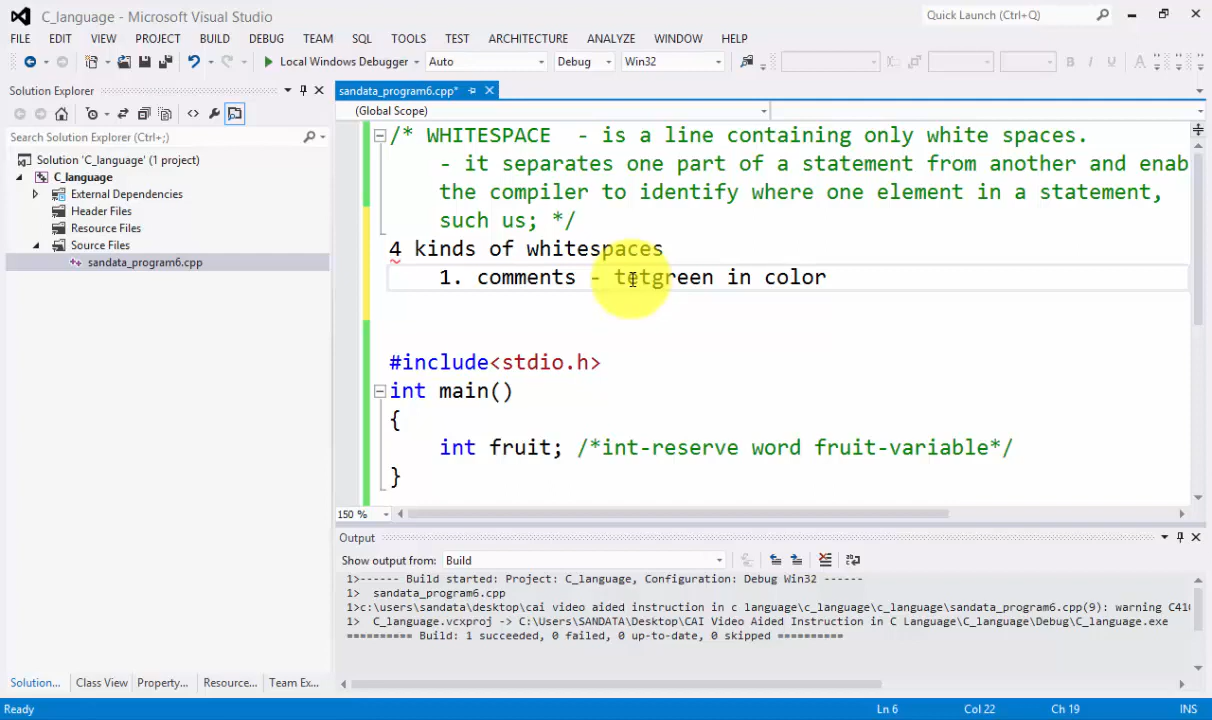 C_language - Microsoft Visual Studio
Quick Launch (Ctrl+Q)
FILE EDIT VIEW PROJECT BUILD DEBUG TEAM SQL TOOLS TEST ARCHITECTURE ANALYZE WINDOW HELP
Local Windows Debugger Auto Debug Win32
Solution Explorer
sandata_program6.cpp*
(Global Scope)
Search Solution Explorer (Ctrl+;)
Solution 'C_language' (1 project)
C_language
External Dependencies
Header Files
Resource Files
Source Files
sandata_program6.cpp
/* WHITESPACE - is a line containing only white spaces.
- it separates one part of a statement from another and enab
the compiler to identify where one element in a statement,
such us; */
4 kinds of whitespaces
1. comments - tetgreen in color
#include<stdio.h>
int main()
{
int fruit; /*int-reserve word fruit-variable*/
}
150 %
Output
Show output from: Build
1>------ Build started: Project: C_language, Configuration: Debug Win32 ------
1> sandata_program6.cpp
1>c:\users\sandata\desktop\cai video aided instruction in c language\c_language\c_language\sandata_program6.cpp(9): warning C410
1> C_language.vcxproj -> C:\Users\SANDATA\Desktop\CAI Video Aided Instruction in C Language\C_language\Debug\C_language.exe
========== Build: 1 succeeded, 0 failed, 0 up-to-date, 0 skipped ==========
Solution... Class View Property... Resource... Team Ex...
Ready Ln 6 Col 22 Ch 19 INS